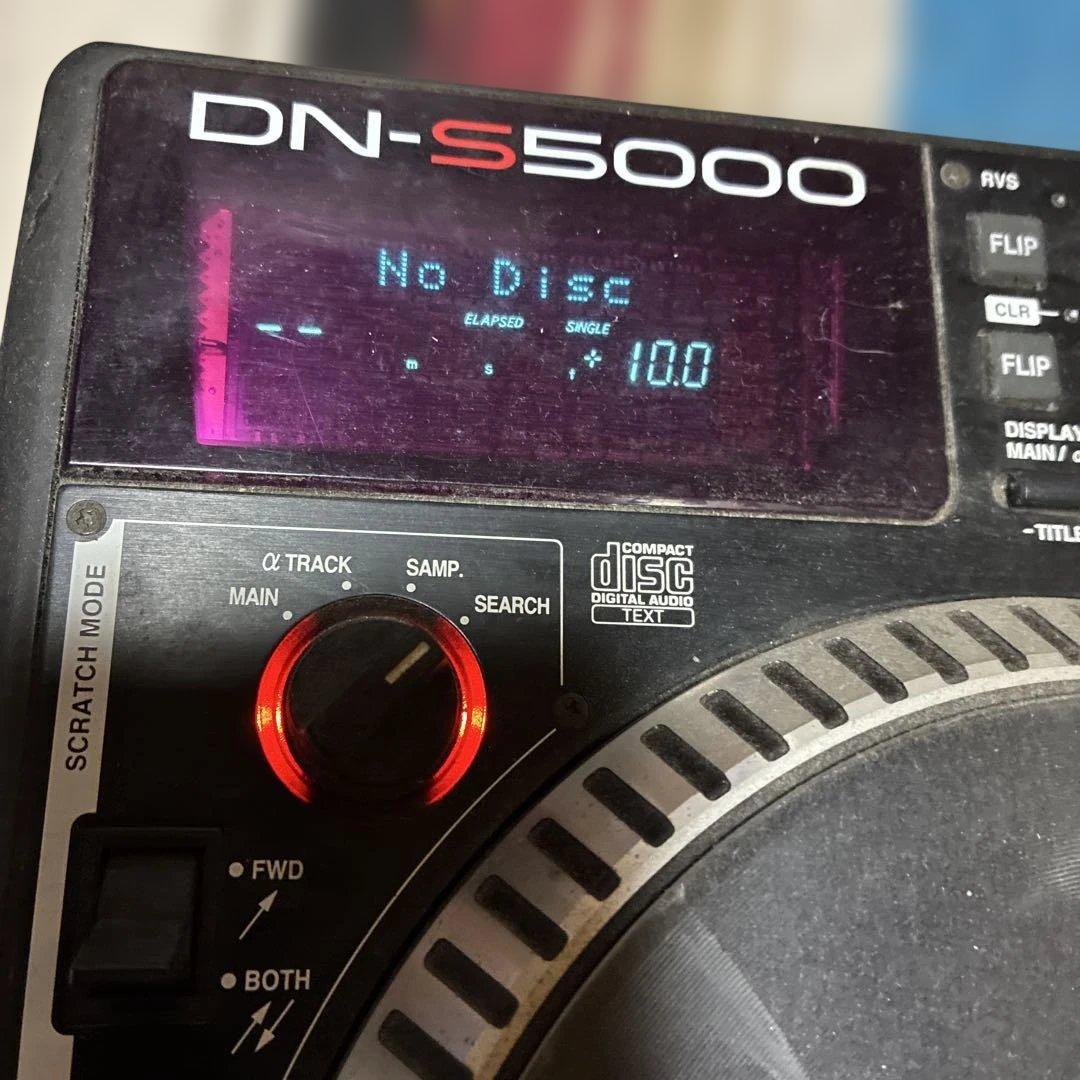 DN-S5000
No Disc
ELAPSED SINGLE
-- m s f + 10.0
RVS
FLIP
CLR
FLIP
DISPLAY
MAIN/
-TITLE
SCRATCH MODE
MAIN
α TRACK
SAMP.
SEARCH
COMPACT
disc
DIGITAL AUDIO
TEXT
FWD
BOTH